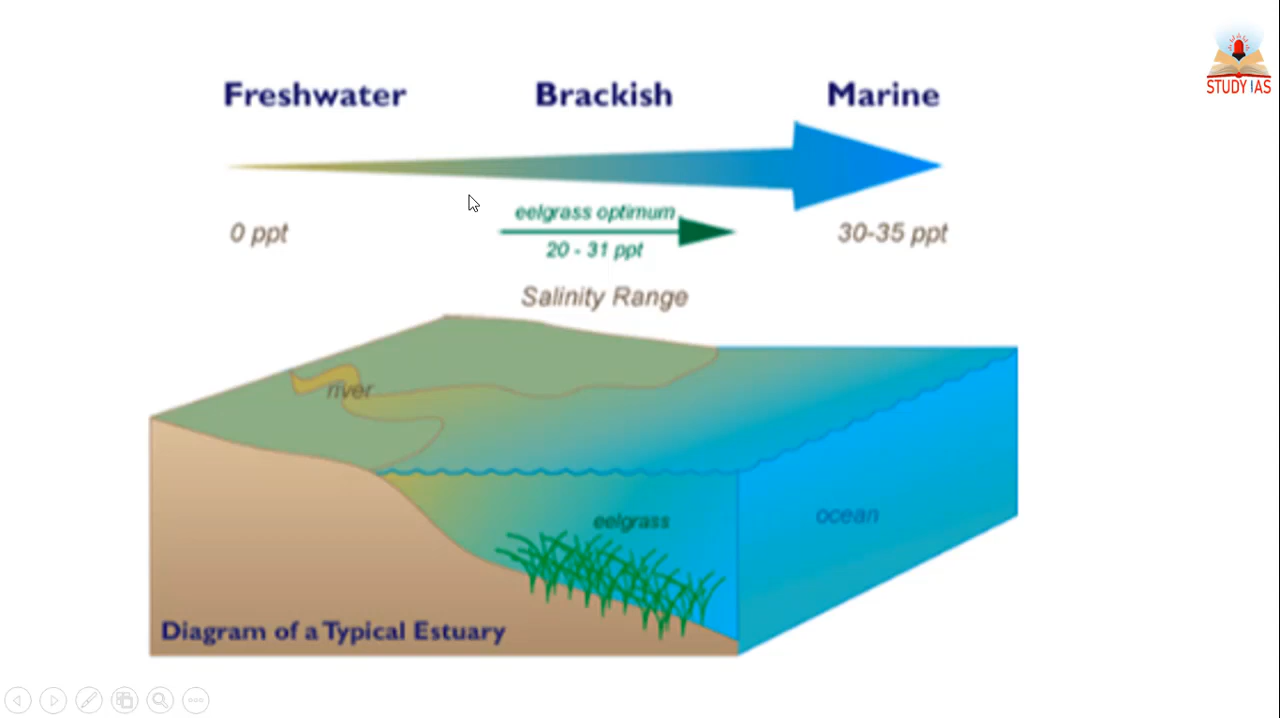 STUDY IAS
Freshwater Brackish Marine
eelgrass optimum
0 ppt 20 - 31 ppt 30-35 ppt
Salinity Range
river
eelgrass
ocean
Diagram of a Typical Estuary